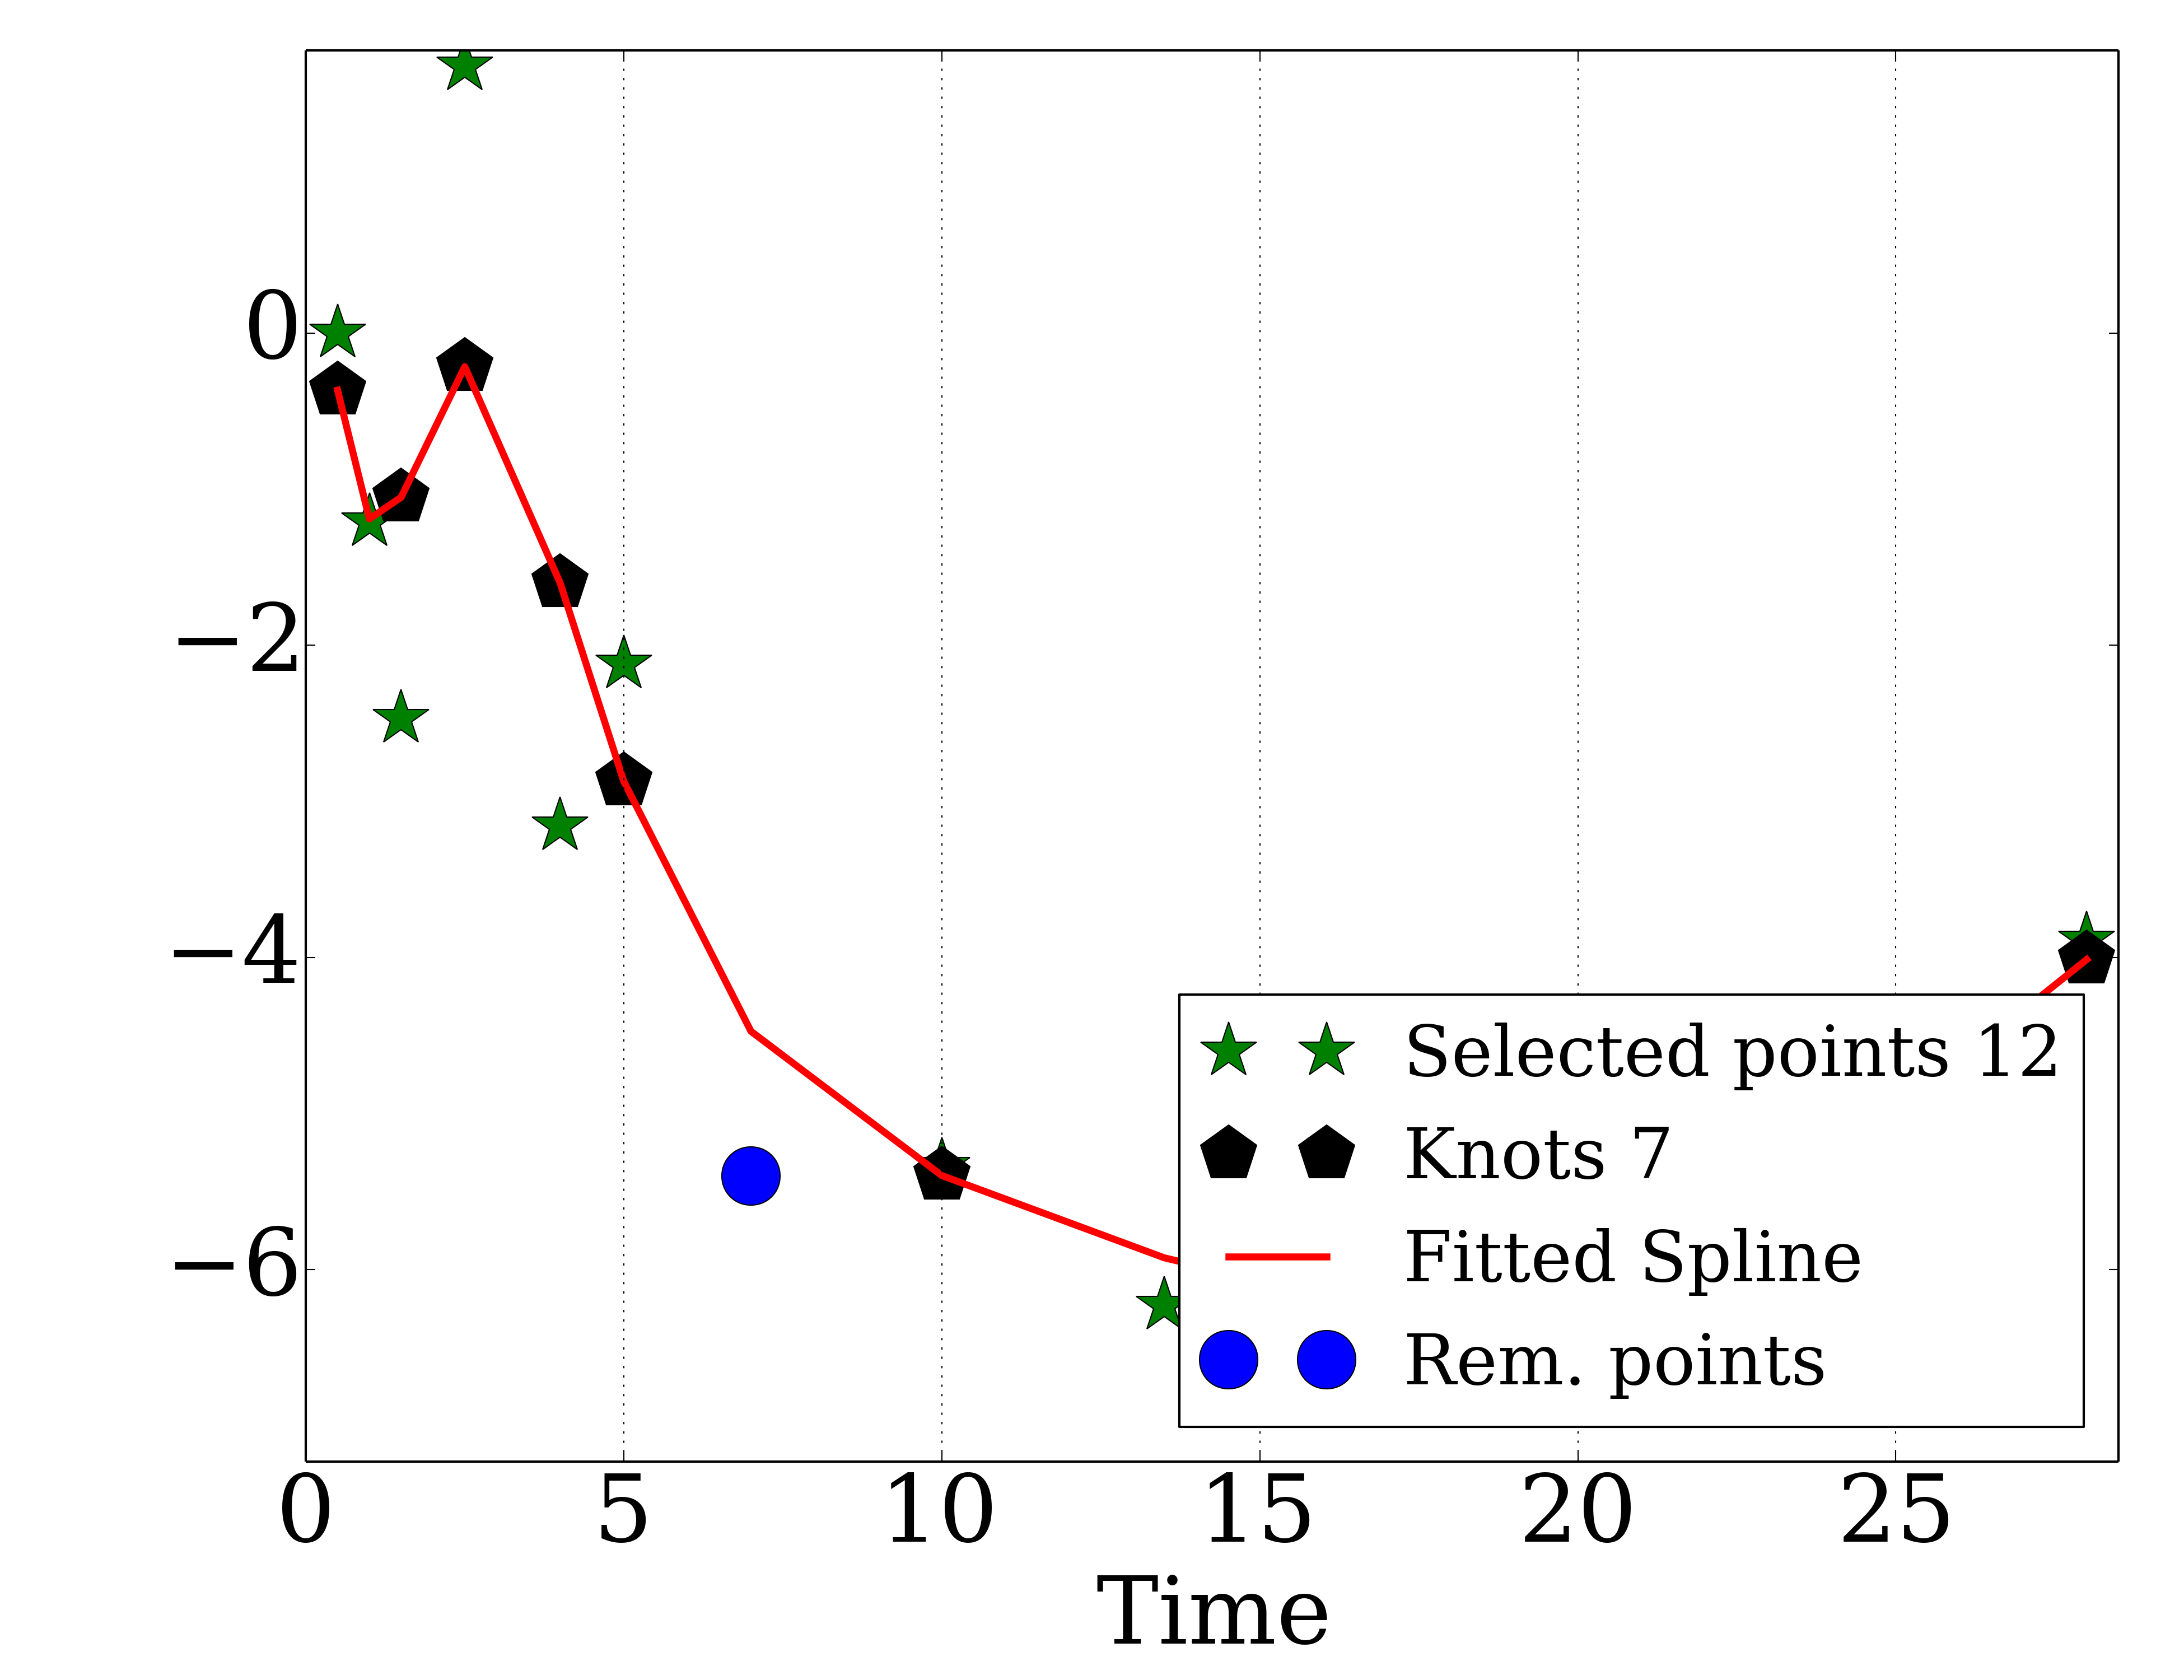 0
−2
−4
−6
Selected points 12
Knots 7
Fitted Spline
Rem. points
0 5 10 15 20 25
Time